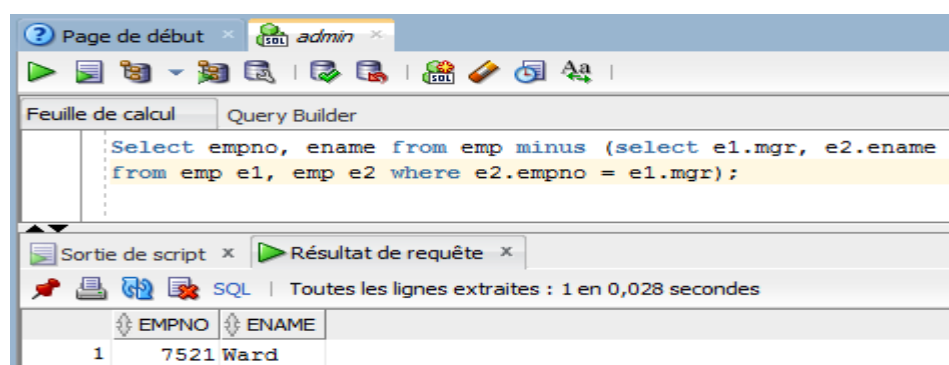 Page de début admin
Feuille de calcul Query Builder
Select empno, ename from emp minus (select e1.mgr, e2.ename
from emp e1, emp e2 where e2.empno = e1.mgr);
Sortie de script x Résultat de requête x
SQL | Toutes les lignes extraites : 1 en 0,028 secondes
EMPNO ENAME
1 7521 Ward